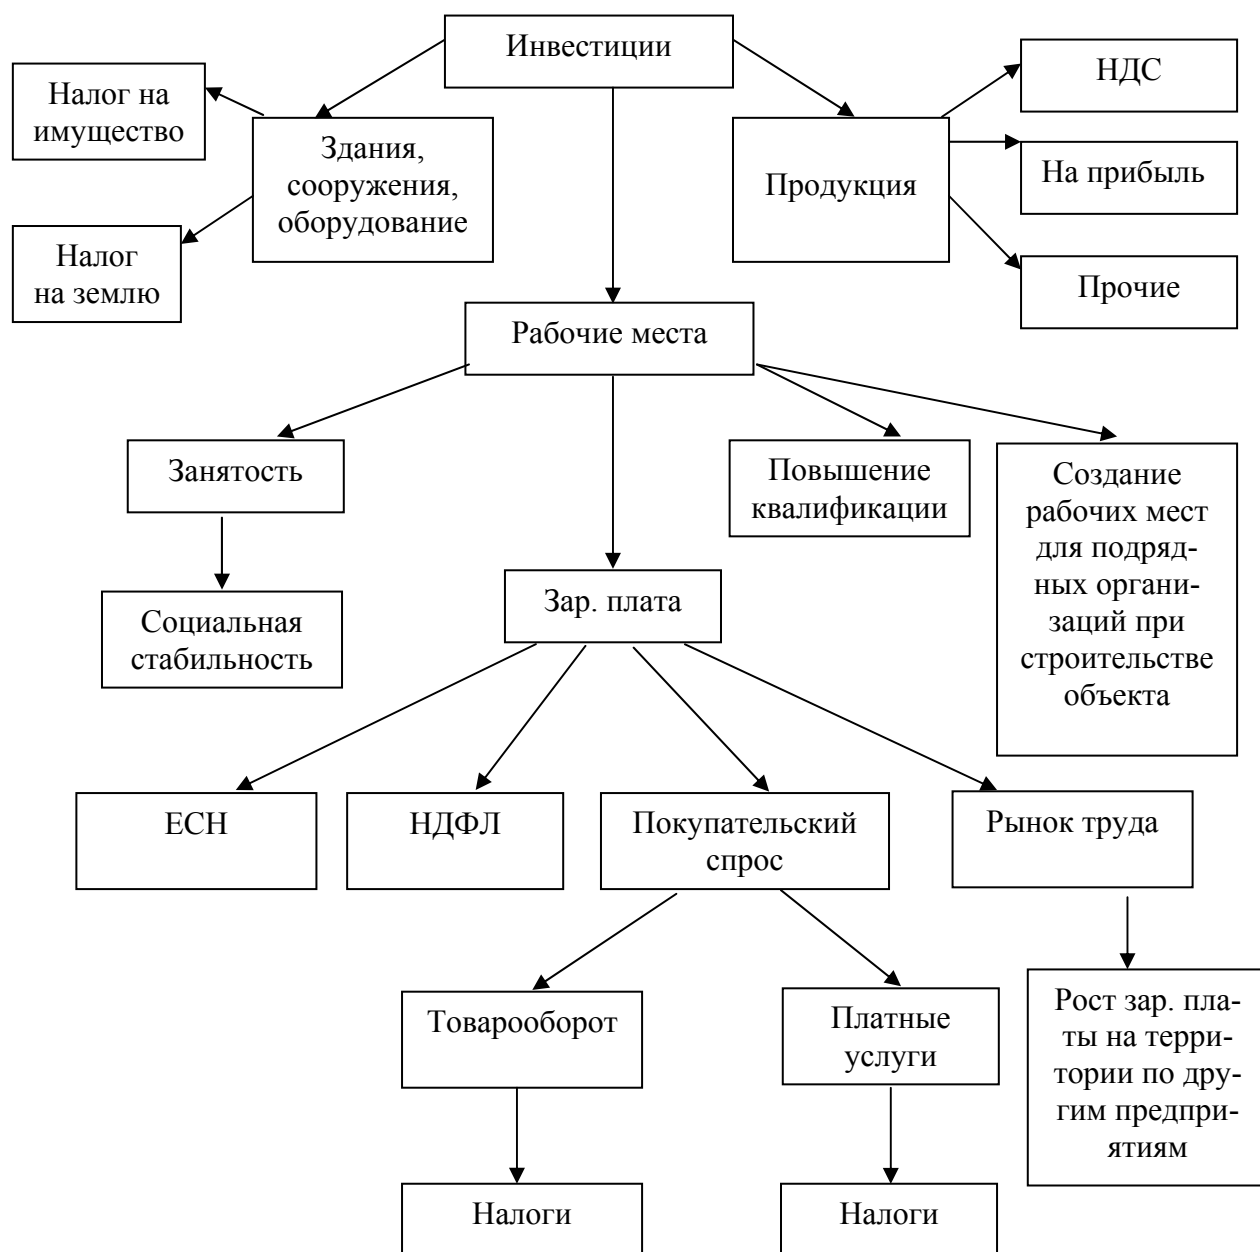 Инвестиции
НДС
Налог на
имущество
Здания,
сооружения,
оборудование
Продукция
На прибыль
Налог
на землю
Прочие
Рабочие места
Занятость
Повышение
квалификации
Создание
рабочих мест
для подряд-
ных органи-
заций при
строительстве
объекта
Социальная
стабильность
Зар. плата
ЕСН
НДФЛ
Покупательский
спрос
Рынок труда
Товарооборот
Платные
услуги
Рост зар. пла-
ты на терри-
тории по дру-
гим предпри-
ятиям
Налоги
Налоги